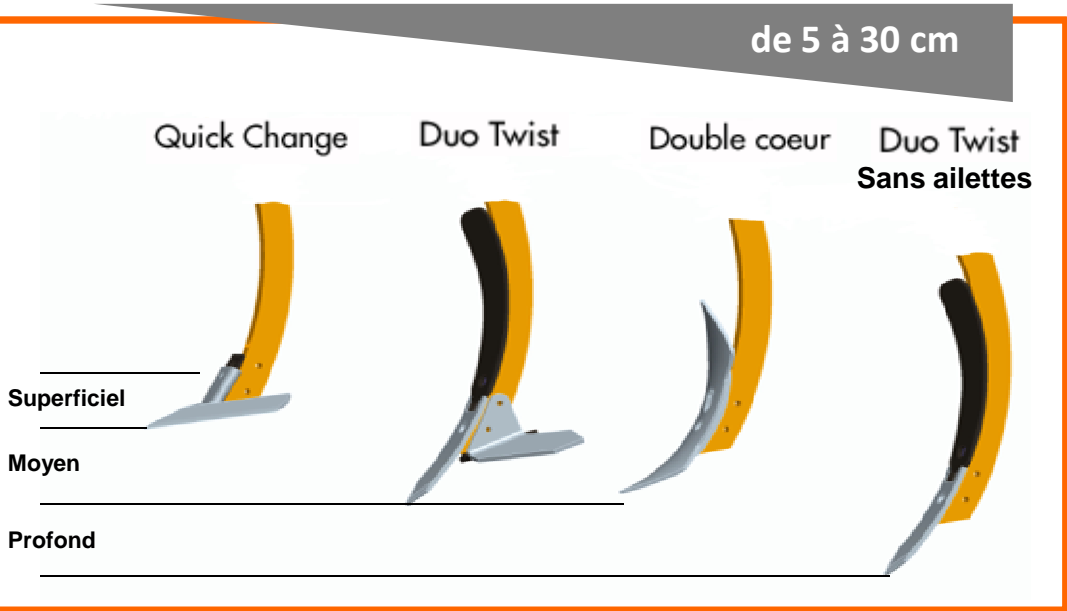 de 5 à 30 cm
Quick Change
Duo Twist
Double coeur
Duo Twist
Sans ailettes
Superficiel
Moyen
Profond